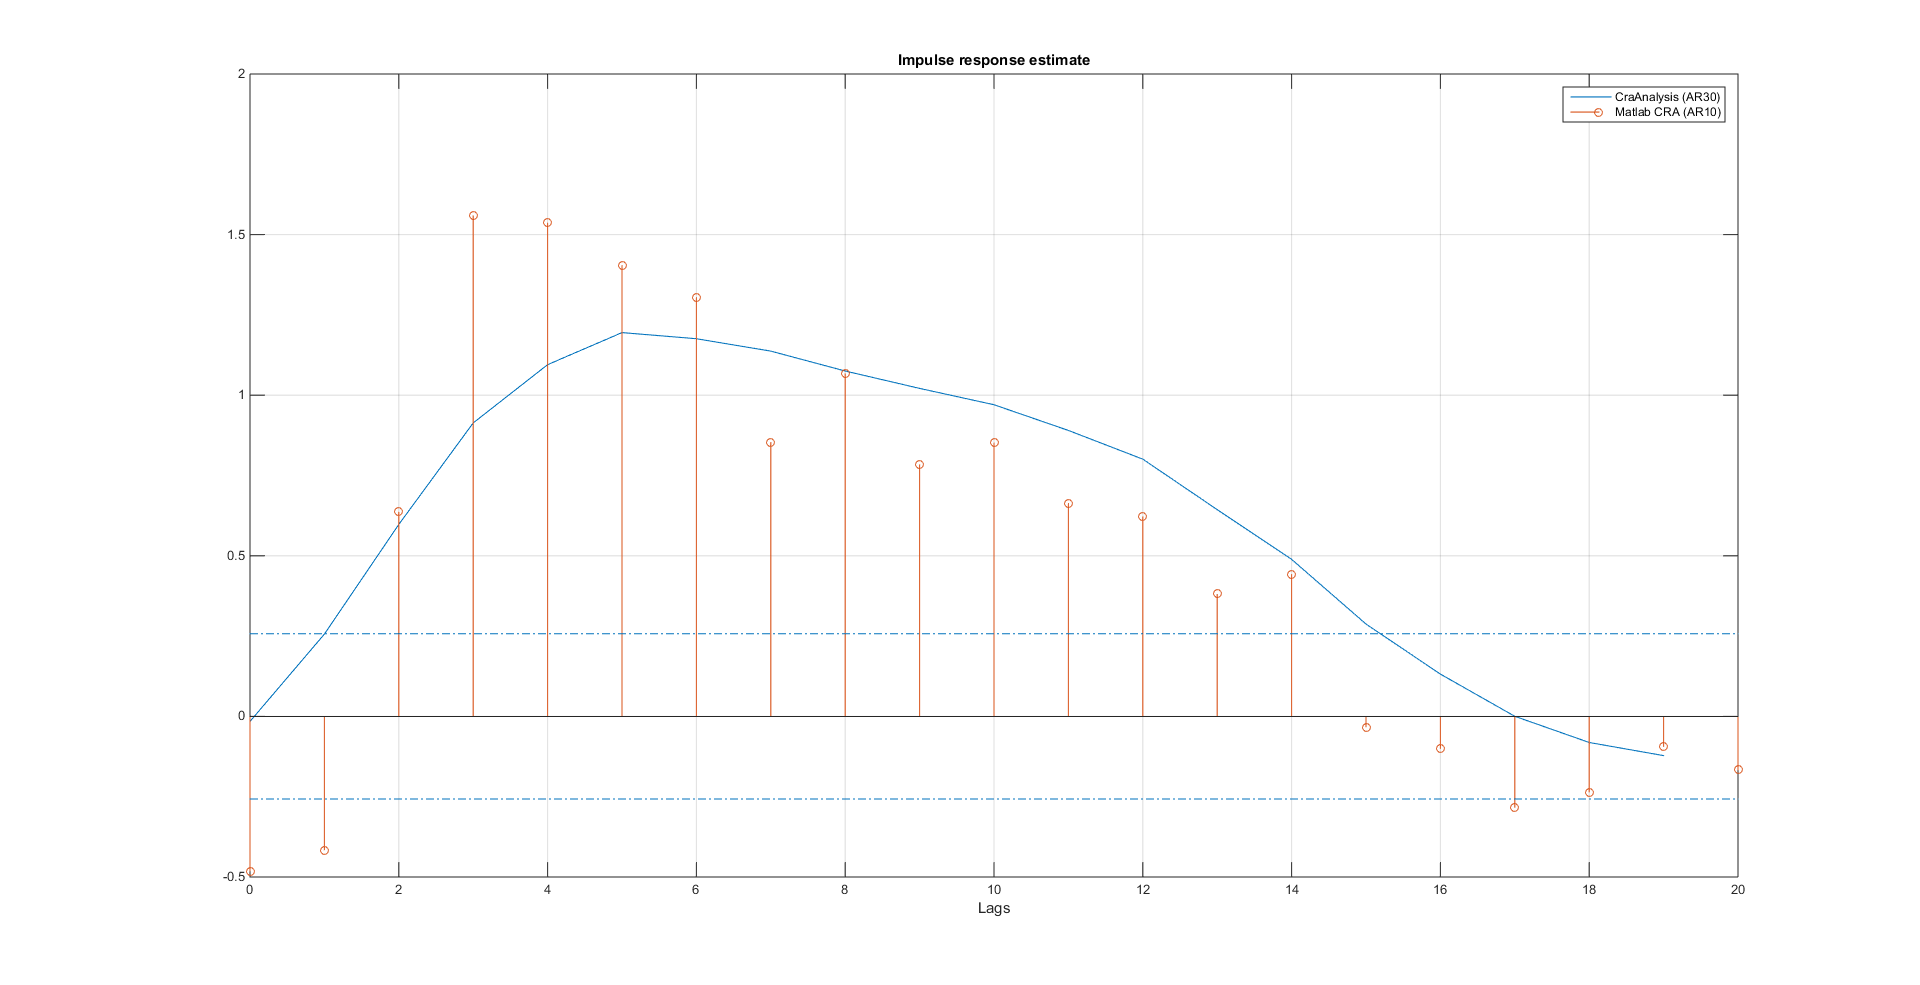 Impulse response estimate
CraAnalysis (AR30)
Matlab CRA (AR10)
2
1.5
1
0.5
0
-0.5
0 2 4 6 8 10 12 14 16 18 20
Lags